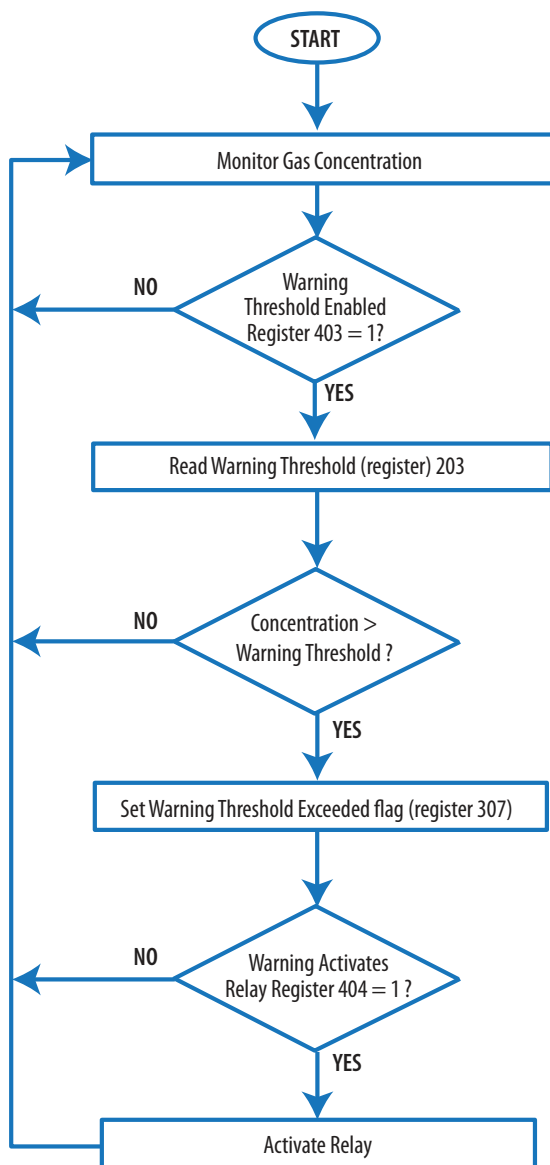 START
Monitor Gas Concentration
Warning
Threshold Enabled
Register 403 = 1?
NO
YES
Read Warning Threshold (register) 203
Concentration >
Warning Threshold ?
NO
YES
Set Warning Threshold Exceeded flag (register 307)
Warning Activates
Relay Register 404 = 1 ?
NO
YES
Activate Relay